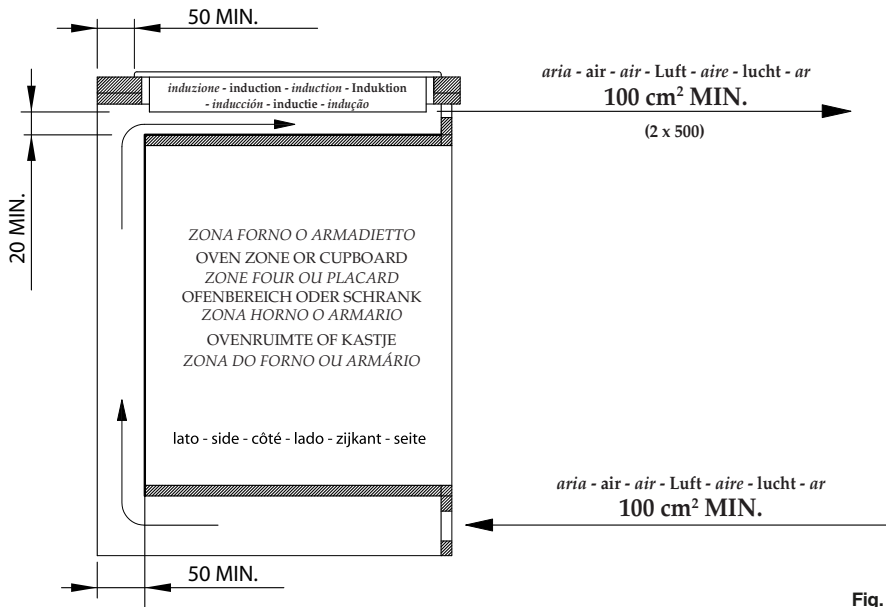 50 MIN.
induzione - induction - induction - Induktion
- inducción - inductie - indução
aria - air - air - Luft - aire - lucht - ar
100 cm² MIN.
(2 x 500)
20 MIN.
ZONA FORNO O ARMADIETTO
OVEN ZONE OR CUPBOARD
ZONE FOUR OU PLACARD
OFENBEREICH ODER SCHRANK
ZONA HORNO O ARMARIO
OVENRUIMTE OF KASTJE
ZONA DO FORNO OU ARMÁRIO
lato - side - côté - lado - zijkant - seite
aria - air - air - Luft - aire - lucht - ar
100 cm² MIN.
50 MIN.
Fig.